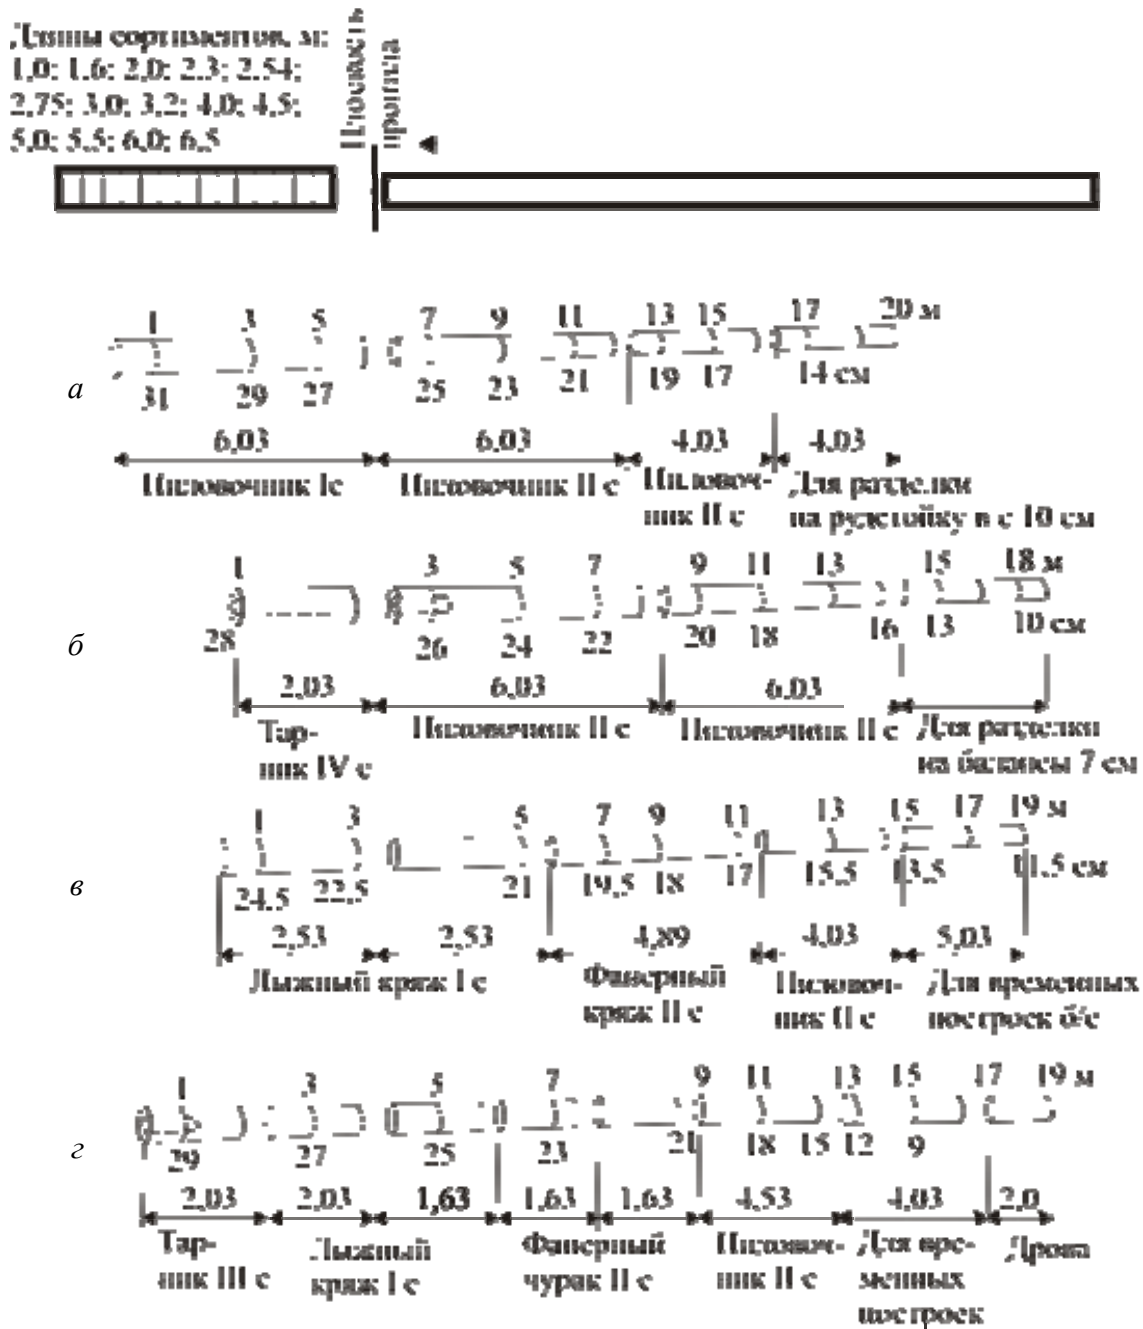 Длины сортиментов, м:
1,0; 1,6; 2,0; 2,3; 2,54;
2,75; 3,0; 3,2; 4,0; 4,5;
5,0; 5,5; 6,0; 6,5
Плоскость
пропила
1 3 5 7 9 11 13 15 17 20 м
а
31 29 27 25 23 21 19 17 14 см
6,03 6,03 4,03 4,03
Пиловочник Iс Пиловочник II с Пиловоч- Для разделки
ник II с на рудстойку в с 10 см
1 3 5 7 9 11 13 15 18 м
б
28 26 24 22 20 18 16 13 10 см
2,03 6,03 6,03
Тар- Пиловочник II с Пиловочник II с Для разделки
ник IV с на балансы 7 см
1 3 5 7 9 11 13 15 17 19 м
в
24,5 22,5 21 19,5 18 17 15,5 13,5 11,5 см
2,53 2,53 4,89 4,03 5,03
Лыжный кряж I с Фанерный Пиловоч- Для временных
кряж II с ник II с построек б/с
1 3 5 7 9 11 13 15 17 19 м
г
29 27 25 23 21 18 15 12 9
2,03 2,03 1,63 1,63 1,63 4,53 4,03 2,0
Тар- Лыжный Фанерный Пиловоч- Для вре- Дрова
ник III с кряж I с чурак II с ник II с менных
построек